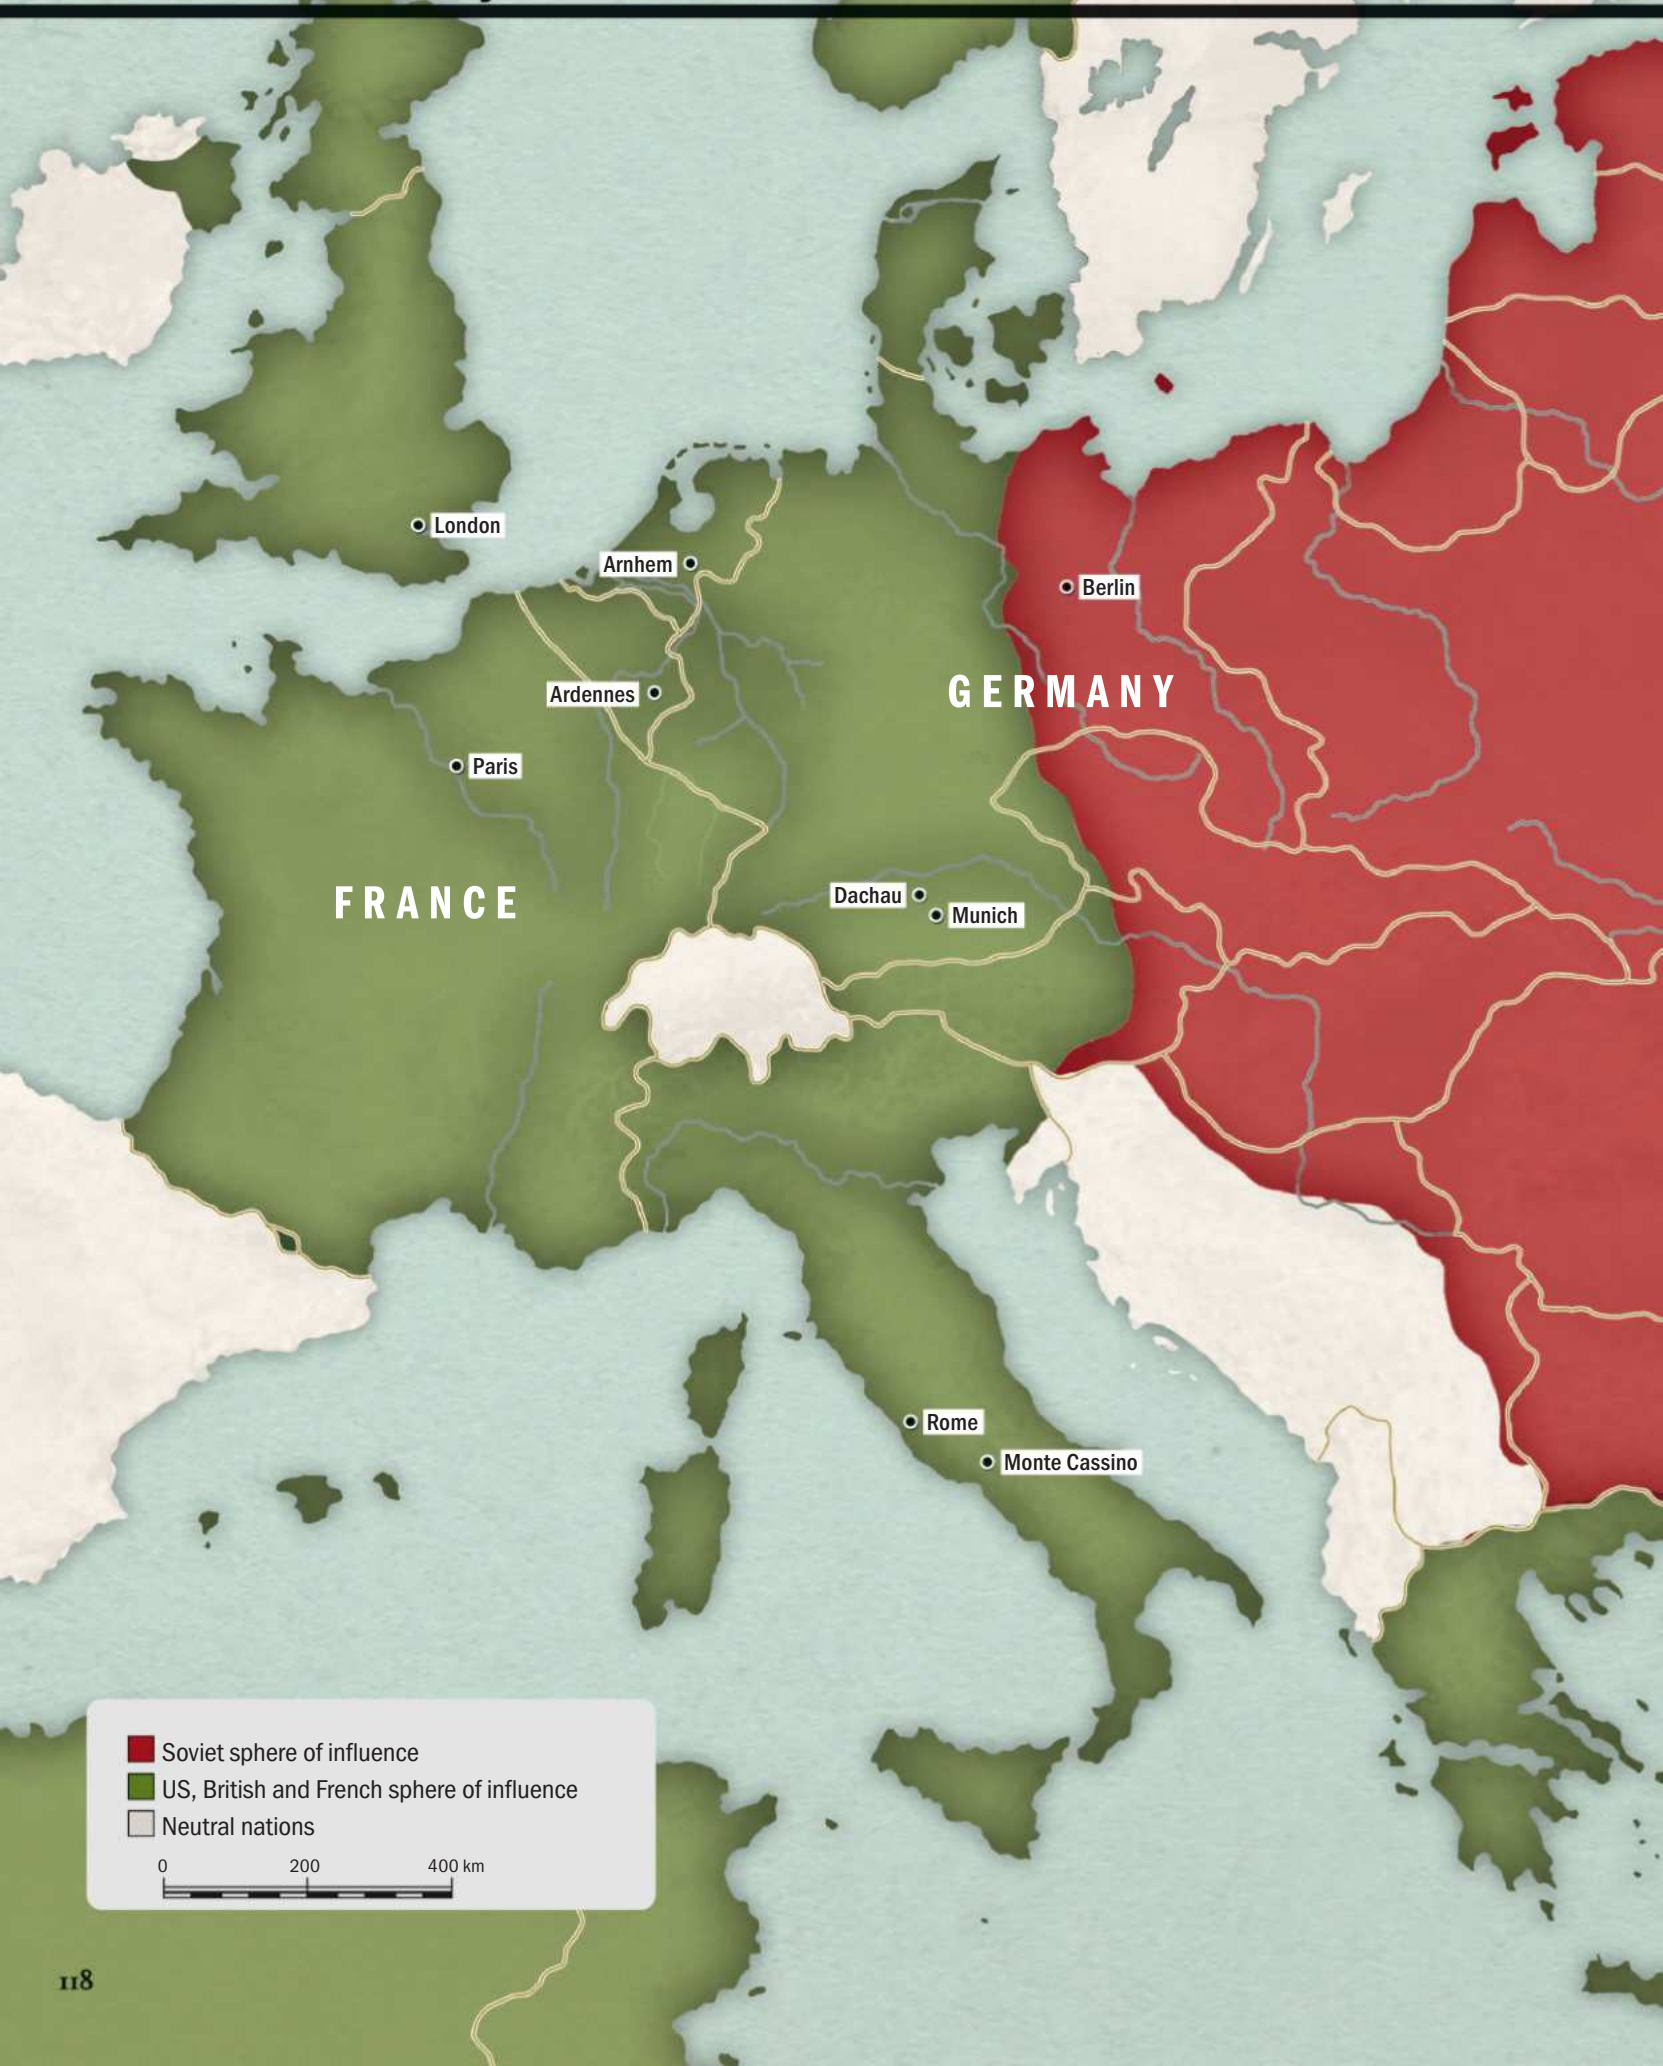 London
Arnhem
Berlin
GERMANY
Ardennes
Paris
FRANCE
Dachau
Munich
Rome
Monte Cassino
Soviet sphere of influence
US, British and French sphere of influence
Neutral nations
0 200 400 km
118